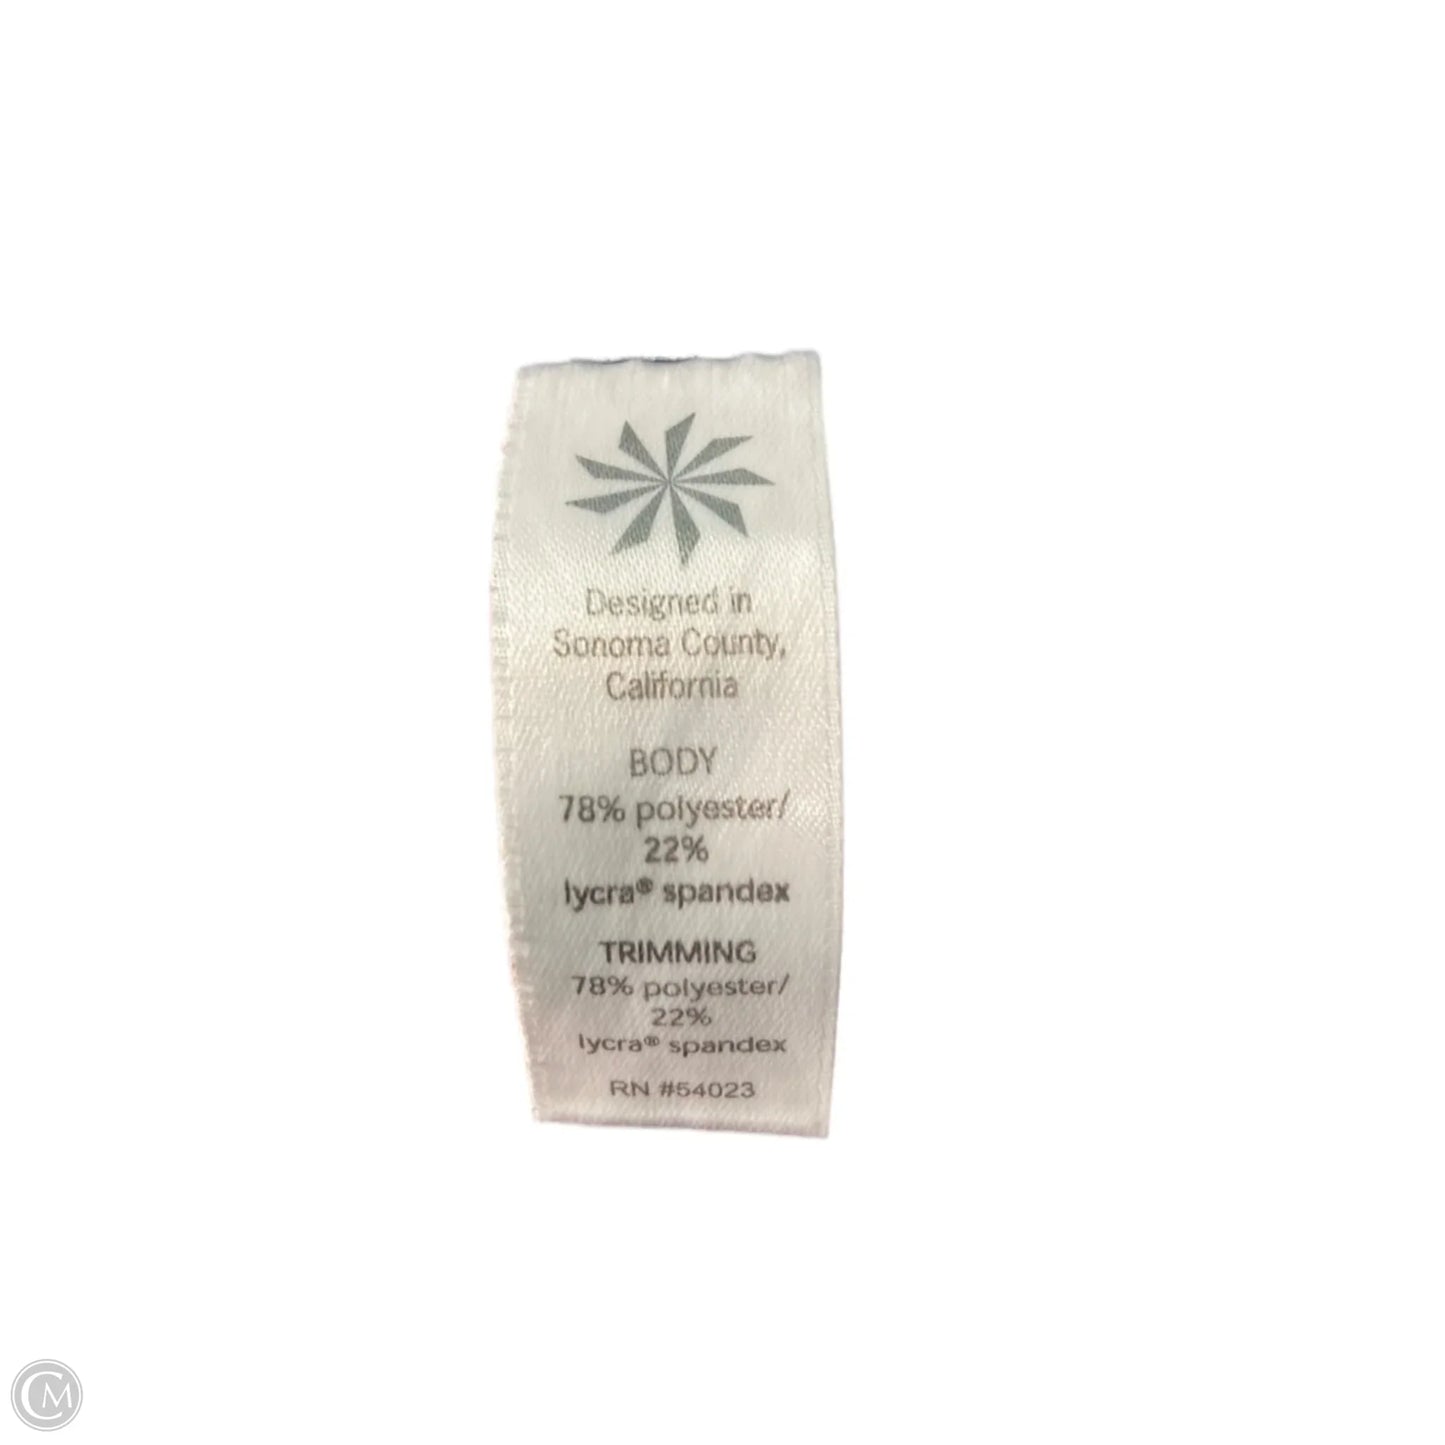 Designed in
Sonoma County,
California
BODY
78% polyester/
22%
lycra® spandex
TRIMMING
78% polyester/
22%
lycra® spandex
RN #54023
CM